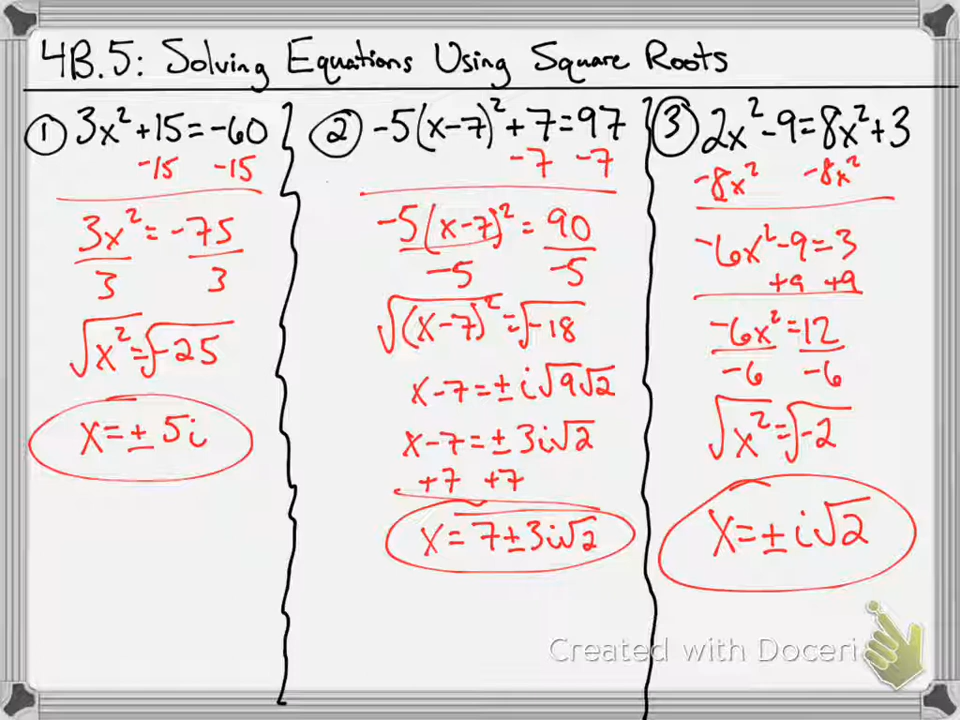 4B.5: Solving Equations Using Square Roots
① 3x² + 15 = -60
-15 -15
3x² = -75
3 3
√x² = √-25
x = ± 5i
② -5(x-7)² + 7 = 97
-7 -7
-5(x-7)² = 90
-5 -5
√(x-7)² = √-18
x-7 = ± i√9√2
x-7 = ± 3i√2
+7 +7
x = 7 ± 3i√2
③ 2x² - 9 = 8x² + 3
-8x² -8x²
-6x² - 9 = 3
+9 +9
-6x² = 12
-6 -6
√x² = √-2
x = ± i√2
Created with Doceri